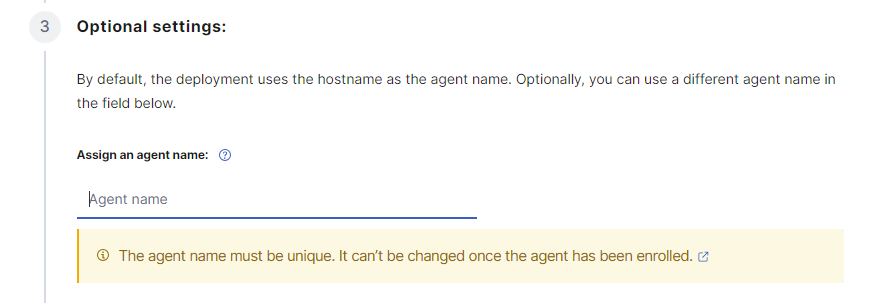 3
Optional settings:
By default, the deployment uses the hostname as the agent name. Optionally, you can use a different agent name in
the field below.
Assign an agent name: ?
Agent name
The agent name must be unique. It can't be changed once the agent has been enrolled.